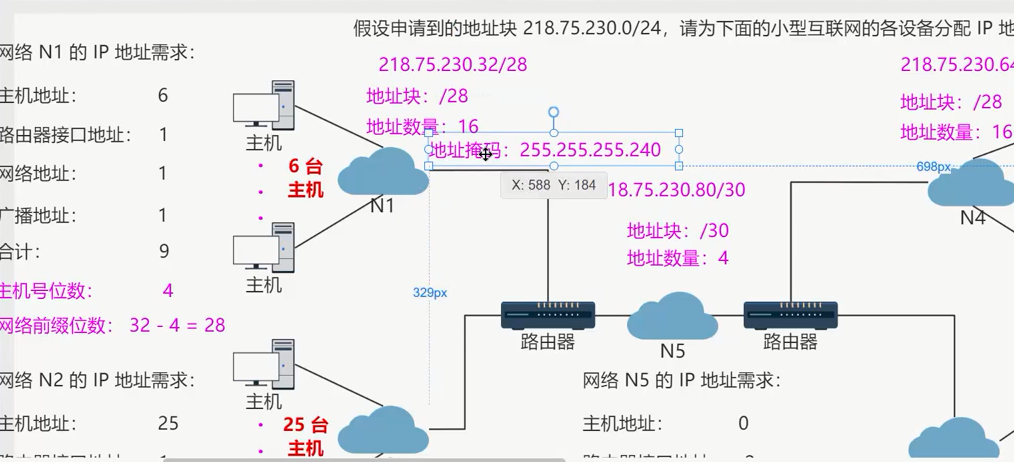 假设申请到的地址块 218.75.230.0/24，请为下面的小型互联网的各设备分配 IP 地
网络 N1 的 IP 地址需求：
主机地址： 6
路由器接口地址： 1
网络地址： 1
广播地址： 1
合计： 9
主机号位数： 4
网络前缀位数： 32 - 4 = 28
主机
6 台
主机
主机
N1
218.75.230.32/28
地址块：/28
地址数量：16
地址掩码：255.255.255.240
X: 588 Y: 184
698px
329px
18.75.230.80/30
地址块：/30
地址数量：4
218.75.230.64
地址块：/28
地址数量：16
N4
路由器
N5
路由器
网络 N2 的 IP 地址需求：
主机地址： 25
主机
25 台
主机
网络 N5 的 IP 地址需求：
主机地址： 0